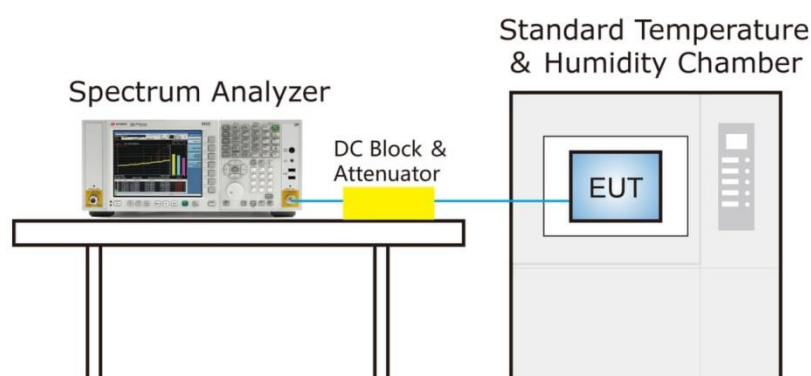 Standard Temperature
& Humidity Chamber
Spectrum Analyzer
DC Block &
Attenuator
EUT